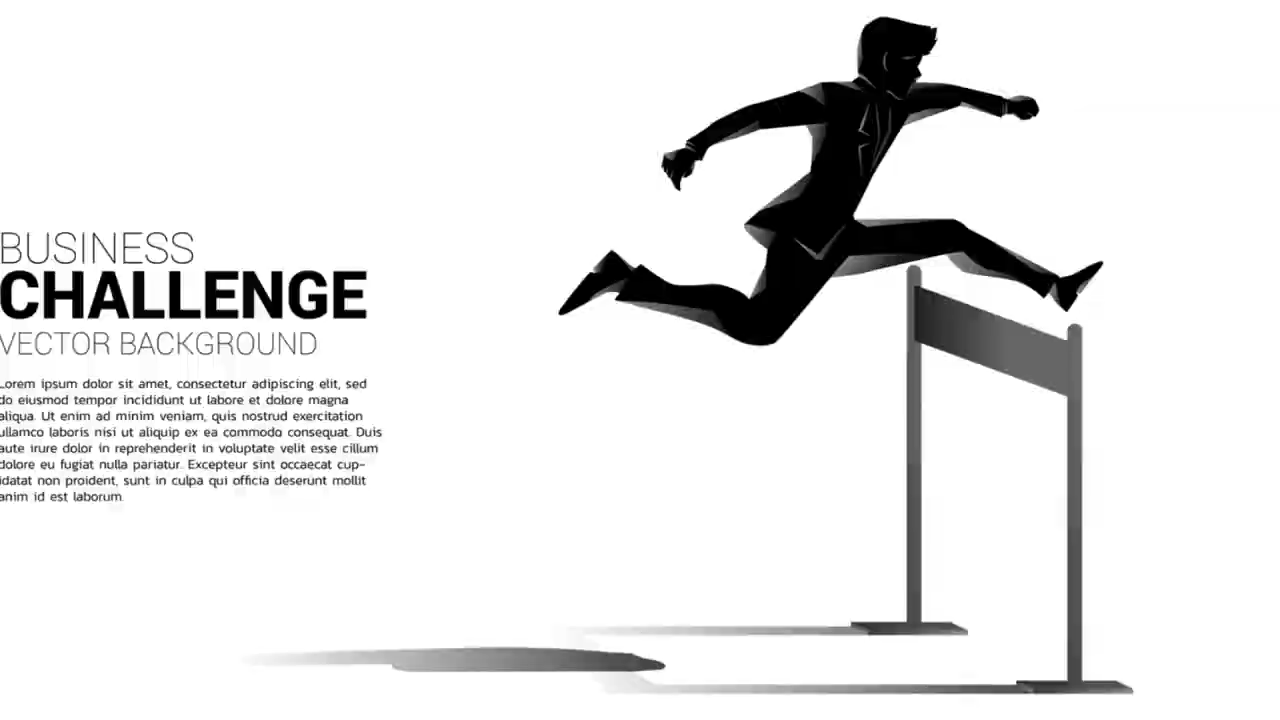 BUSINESS
CHALLENGE
VECTOR BACKGROUND
Lorem ipsum dolor sit amet, consectetur adipiscing elit, sed
do eiusmod tempor incididunt ut labore et dolore magna
aliqua. Ut enim ad minim veniam, quis nostrud exercitation
ullamco laboris nisi ut aliquip ex ea commodo consequat. Duis
aute irure dolor in reprehenderit in voluptate velit esse cillum
dolore eu fugiat nulla pariatur. Excepteur sint occaecat cup-
idatat non proident, sunt in culpa qui officia deserunt mollit
anim id est laborum.